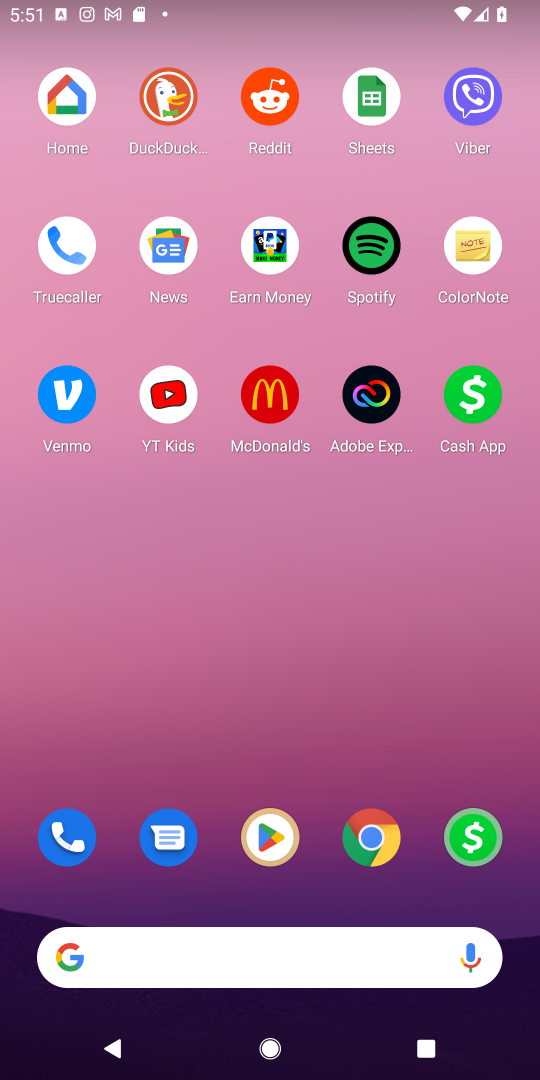 5:51
Home DuckDuck... Reddit Sheets Viber
Truecaller News Earn Money Spotify ColorNote
Venmo YT Kids McDonald's Adobe Exp... Cash App